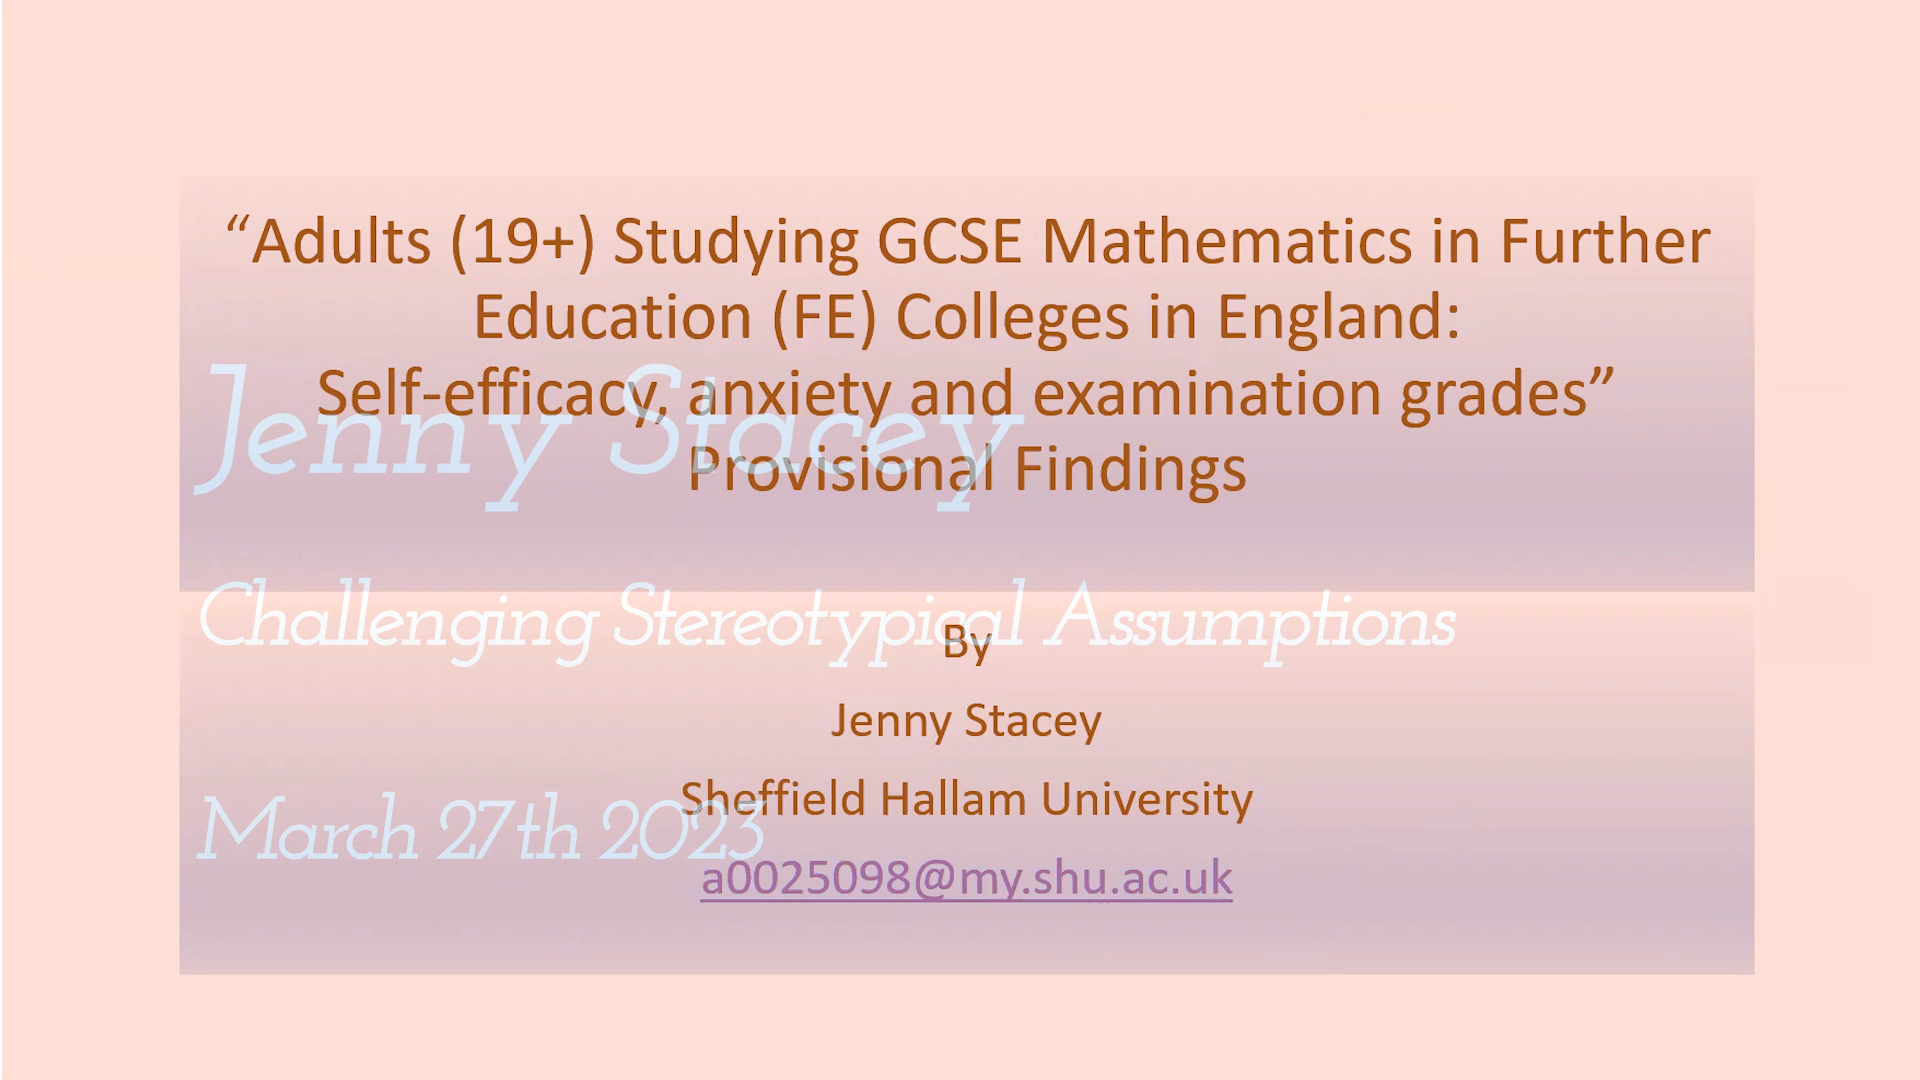 “Adults (19+) Studying GCSE Mathematics in Further
Education (FE) Colleges in England:
Self-efficacy, anxiety and examination grades”
Provisional Findings
Jenny Stacey
Challenging Stereotypical Assumptions
By
Jenny Stacey
Sheffield Hallam University
March 27th 2023
a0025098@my.shu.ac.uk